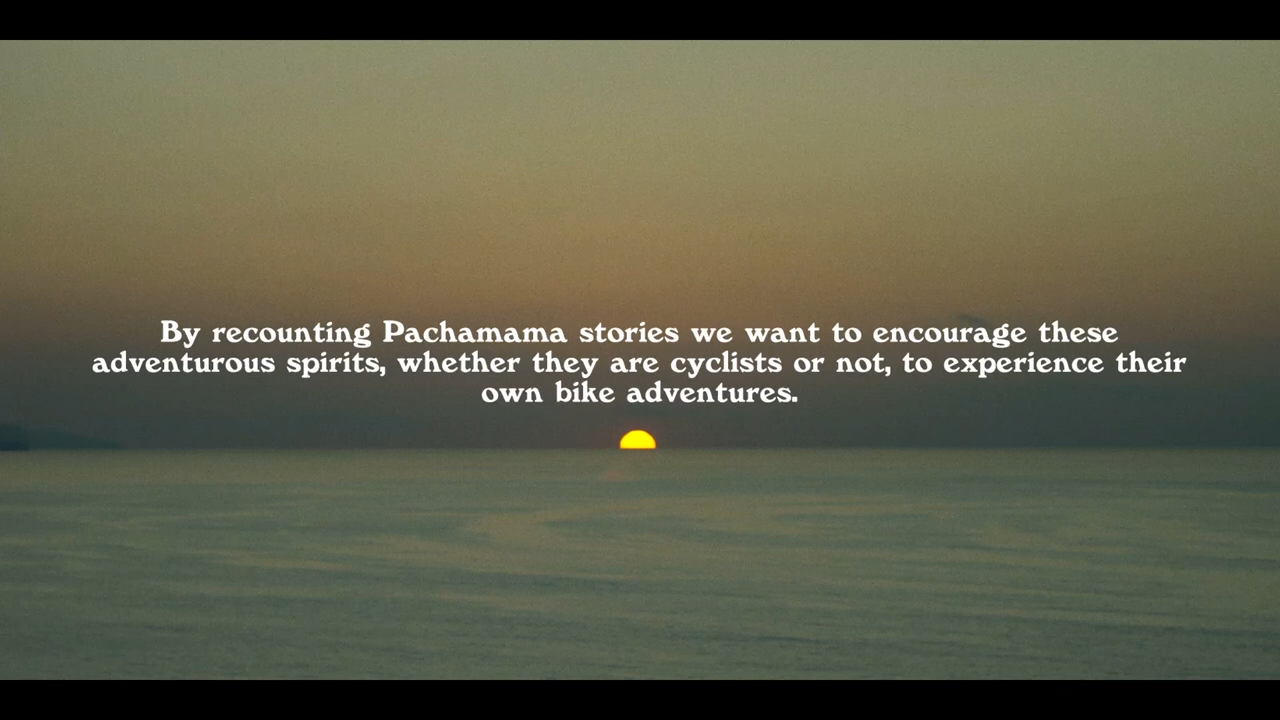 By recounting Pachamama stories we want to encourage these
adventurous spirits, whether they are cyclists or not, to experience their
own bike adventures.